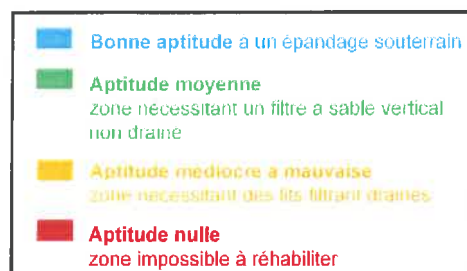 Bonne aptitude a un épandage souterrain
Aptitude moyenne
zone nécessitant un filtre a sable vertical
non drainé
Aptitude médiocre a mauvaise
zone nécessitant des lits filtrant drainés
Aptitude nulle
zone impossible à réhabiliter